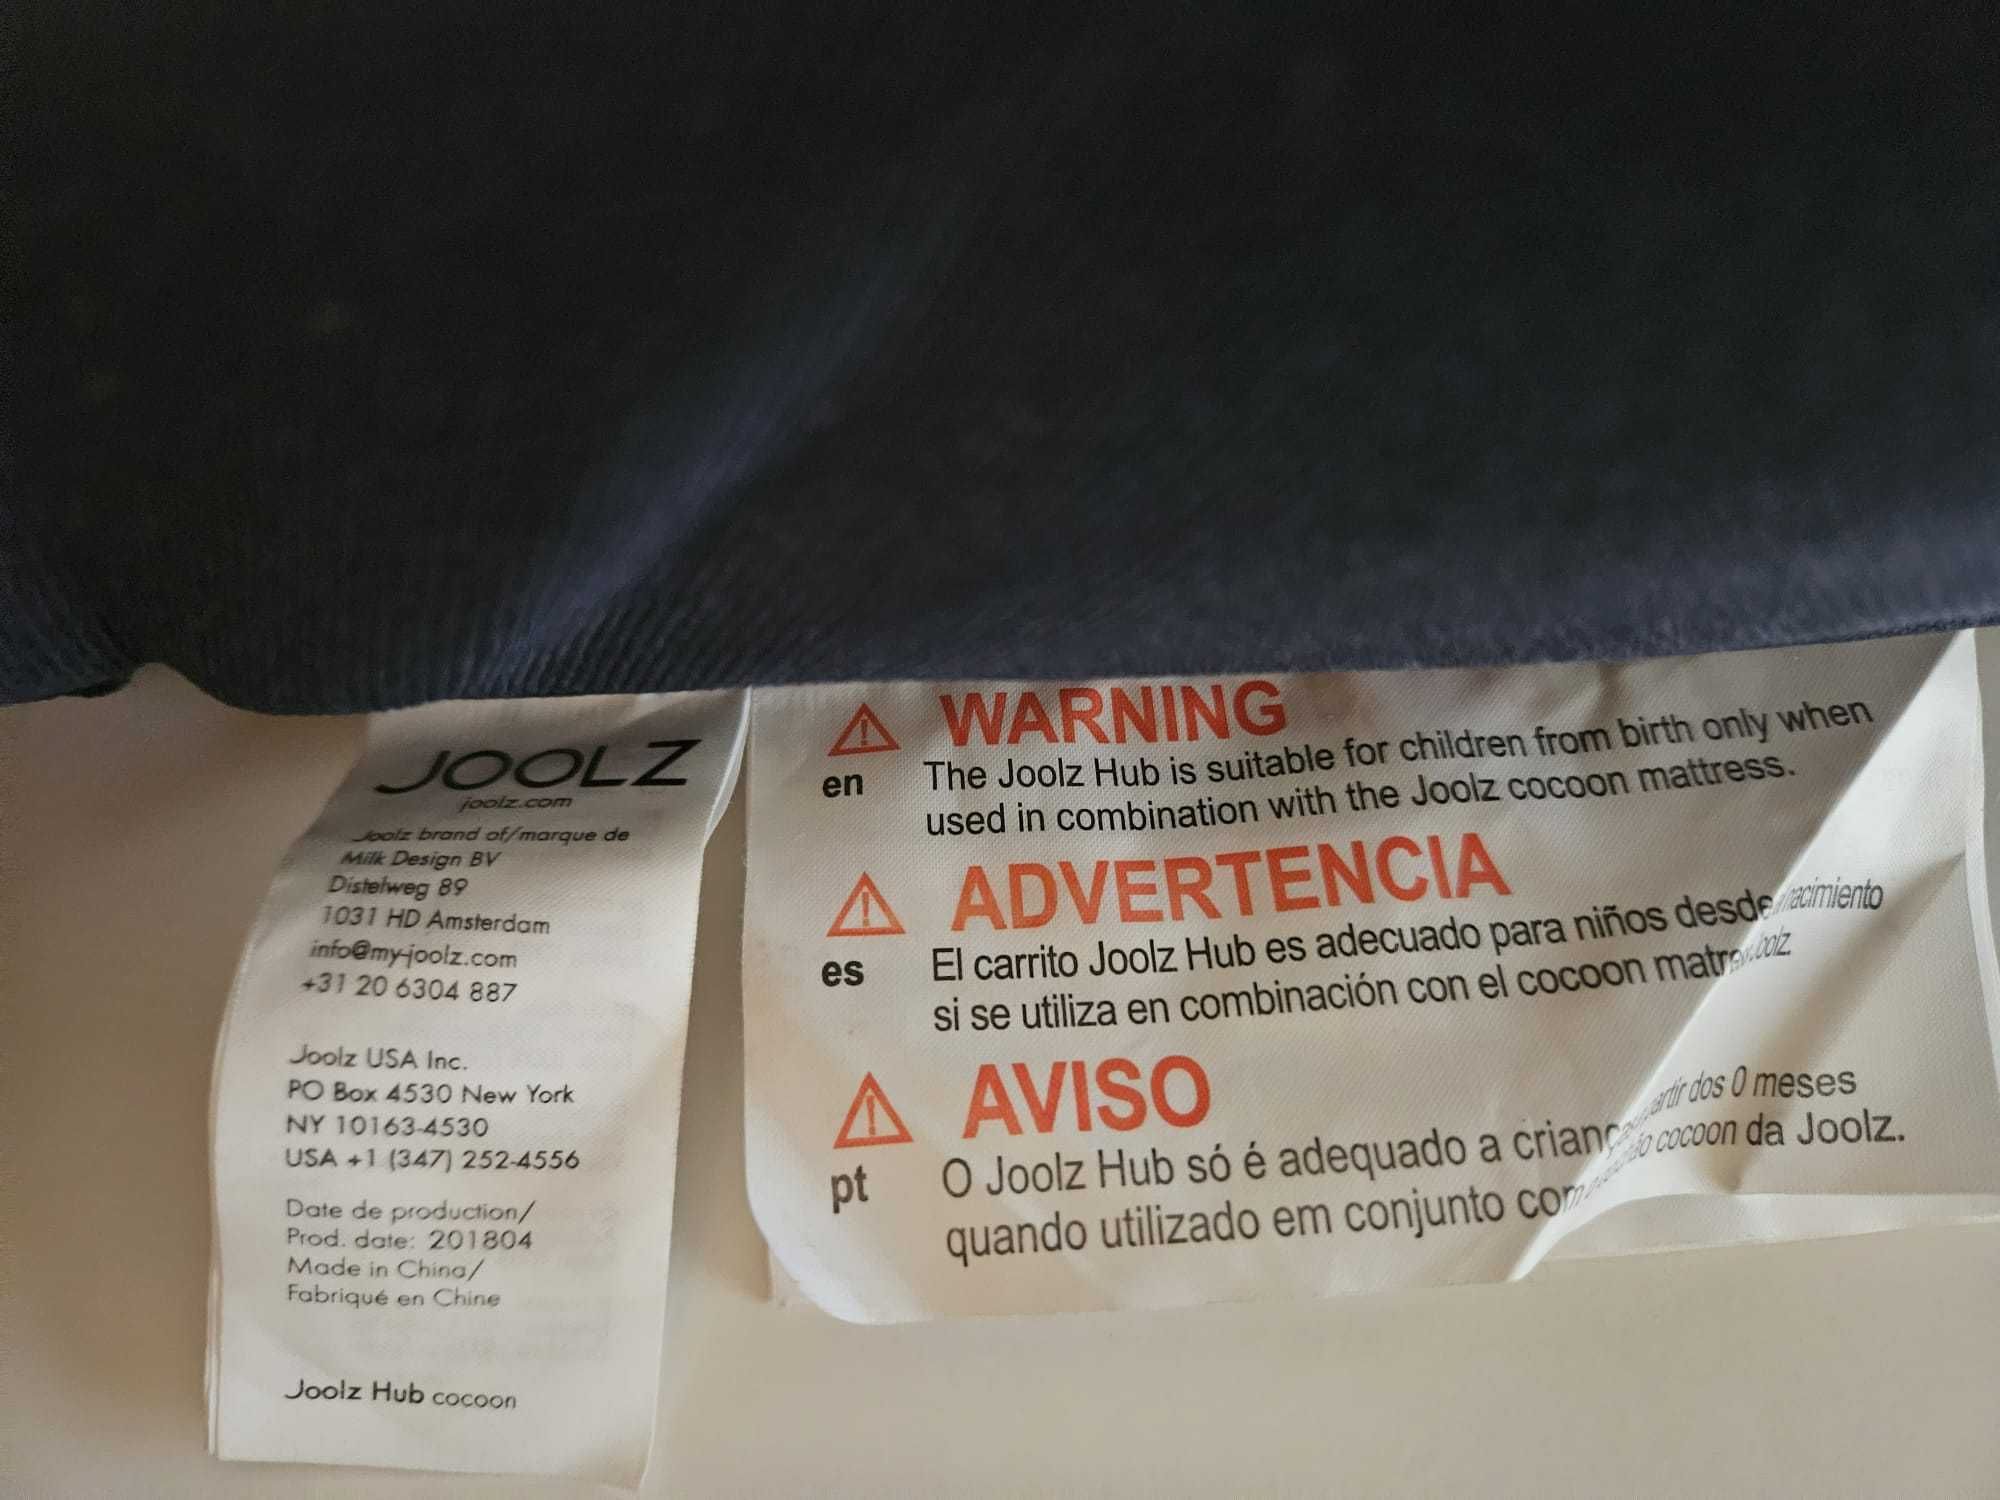 JOOLZ
joolz.com
Joolz brand of/marque de
Milk Design BV
Distelweg 89
1031 HD Amsterdam
info@my-joolz.com
+31 20 6304 887
Joolz USA Inc.
PO Box 4530 New York
NY 10163-4530
USA +1 (347) 252-4556
Date de production/
Prod. date: 201804
Made in China/
Fabriqué en Chine
Joolz Hub cocoon
WARNING
en
The Joolz Hub is suitable for children from birth only when
used in combination with the Joolz cocoon mattress.
ADVERTENCIA
es
El carrito Joolz Hub es adecuado para niños desde nacimiento
si se utiliza en combinación con el cocoon Joolz.
AVISO
pt
O Joolz Hub só é adequado a dos 0 meses
quando utilizado em conjunto com cocoon da Joolz.